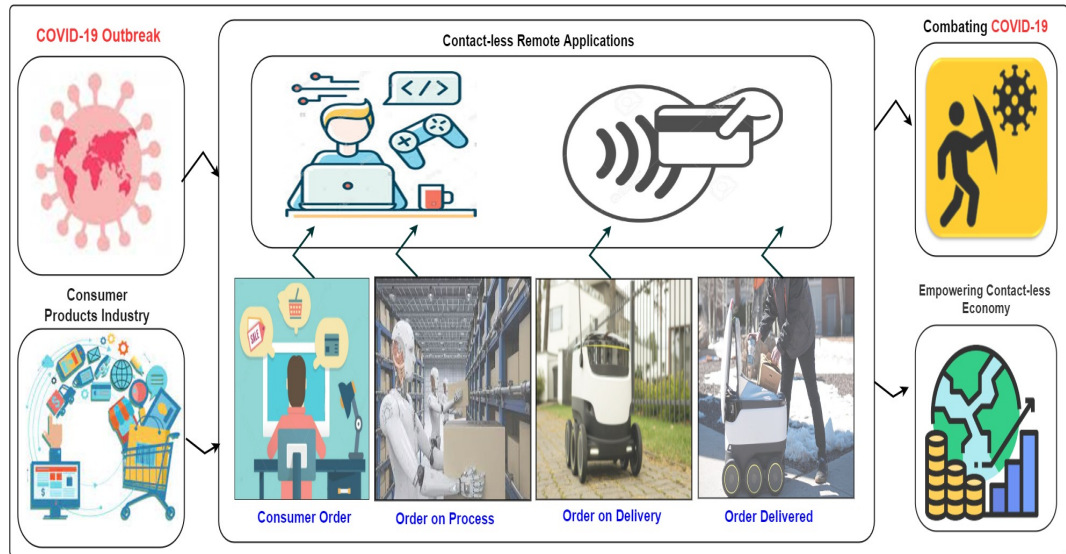 COVID-19 Outbreak
Contact-less Remote Applications
Combating COVID-19
</>
Consumer
Products Industry
SALE
$
$
Empowering Contact-less
Economy
Consumer Order
Order on Process
Order on Delivery
Order Delivered